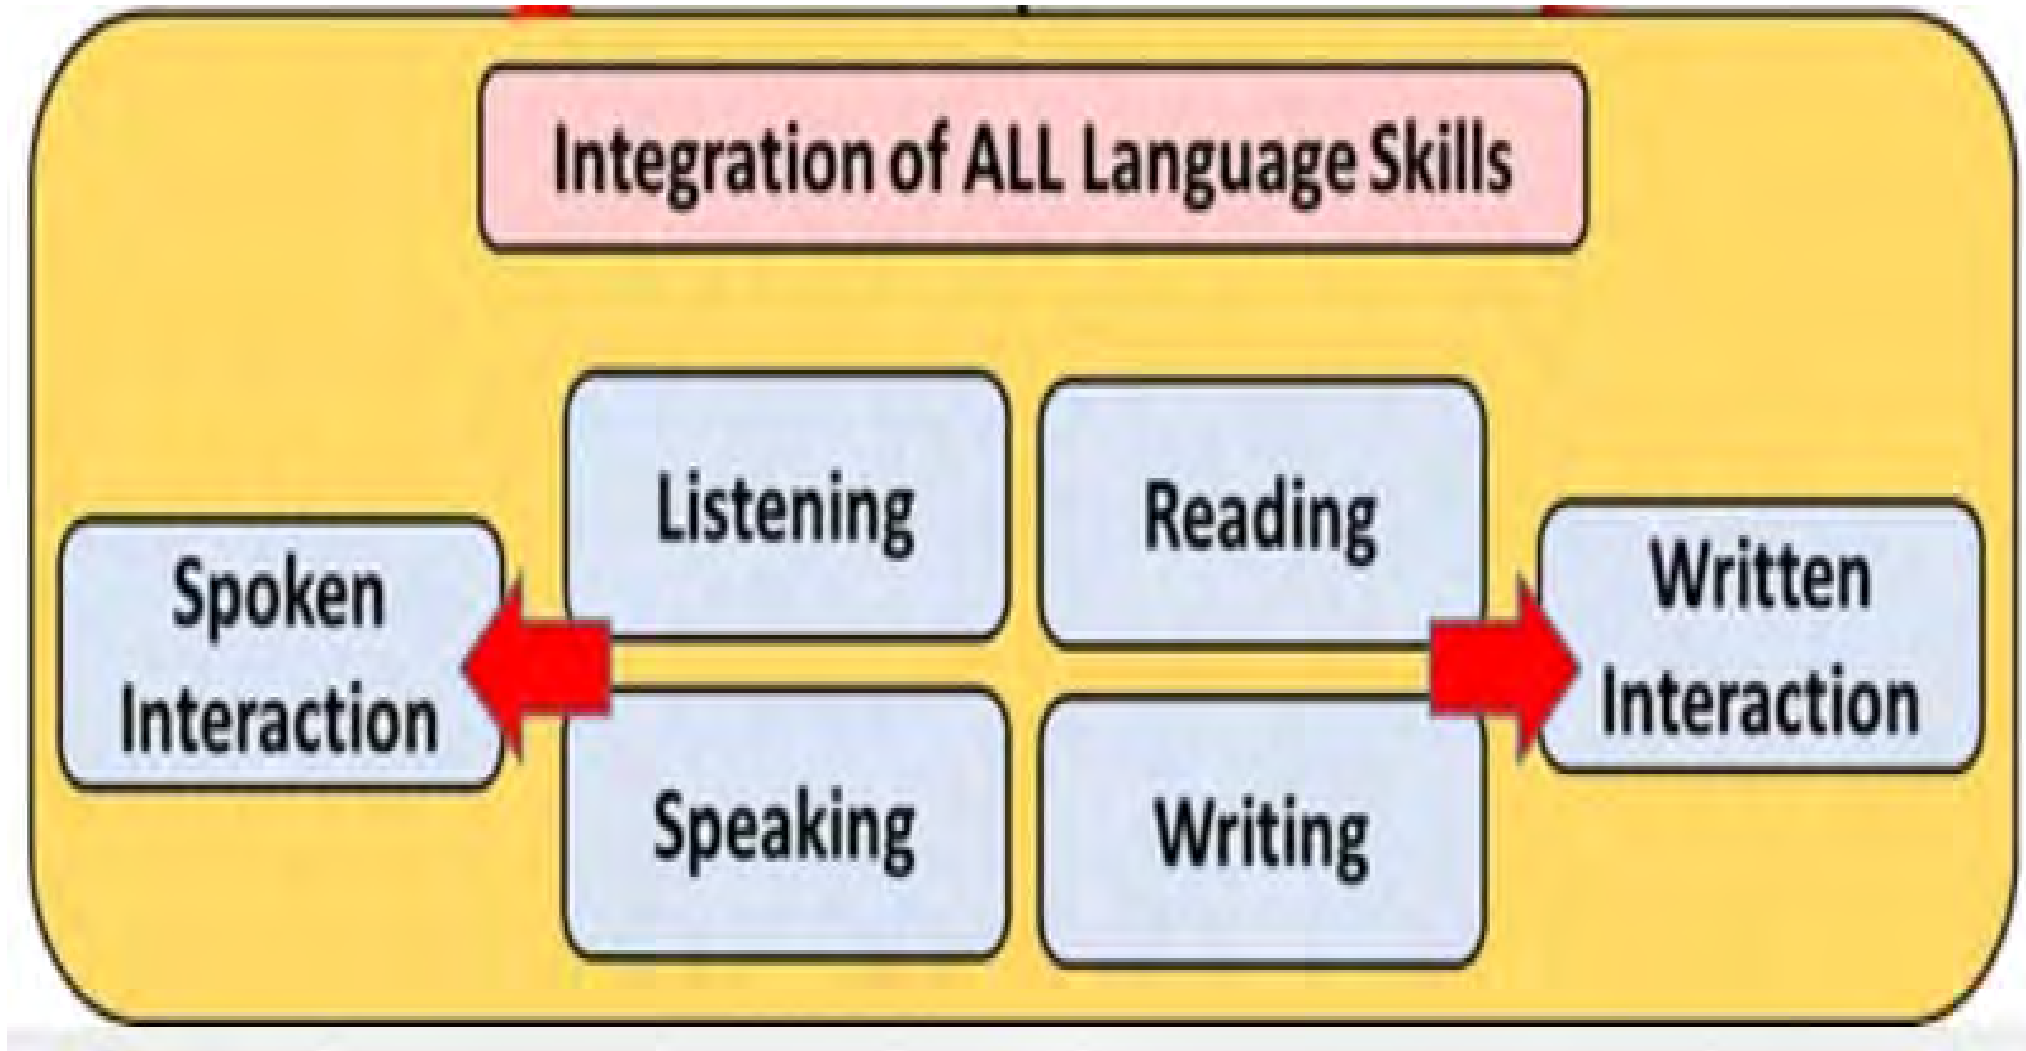 Integration of ALL Language Skills
Listening
Reading
Spoken
Interaction
Written
Interaction
Speaking
Writing